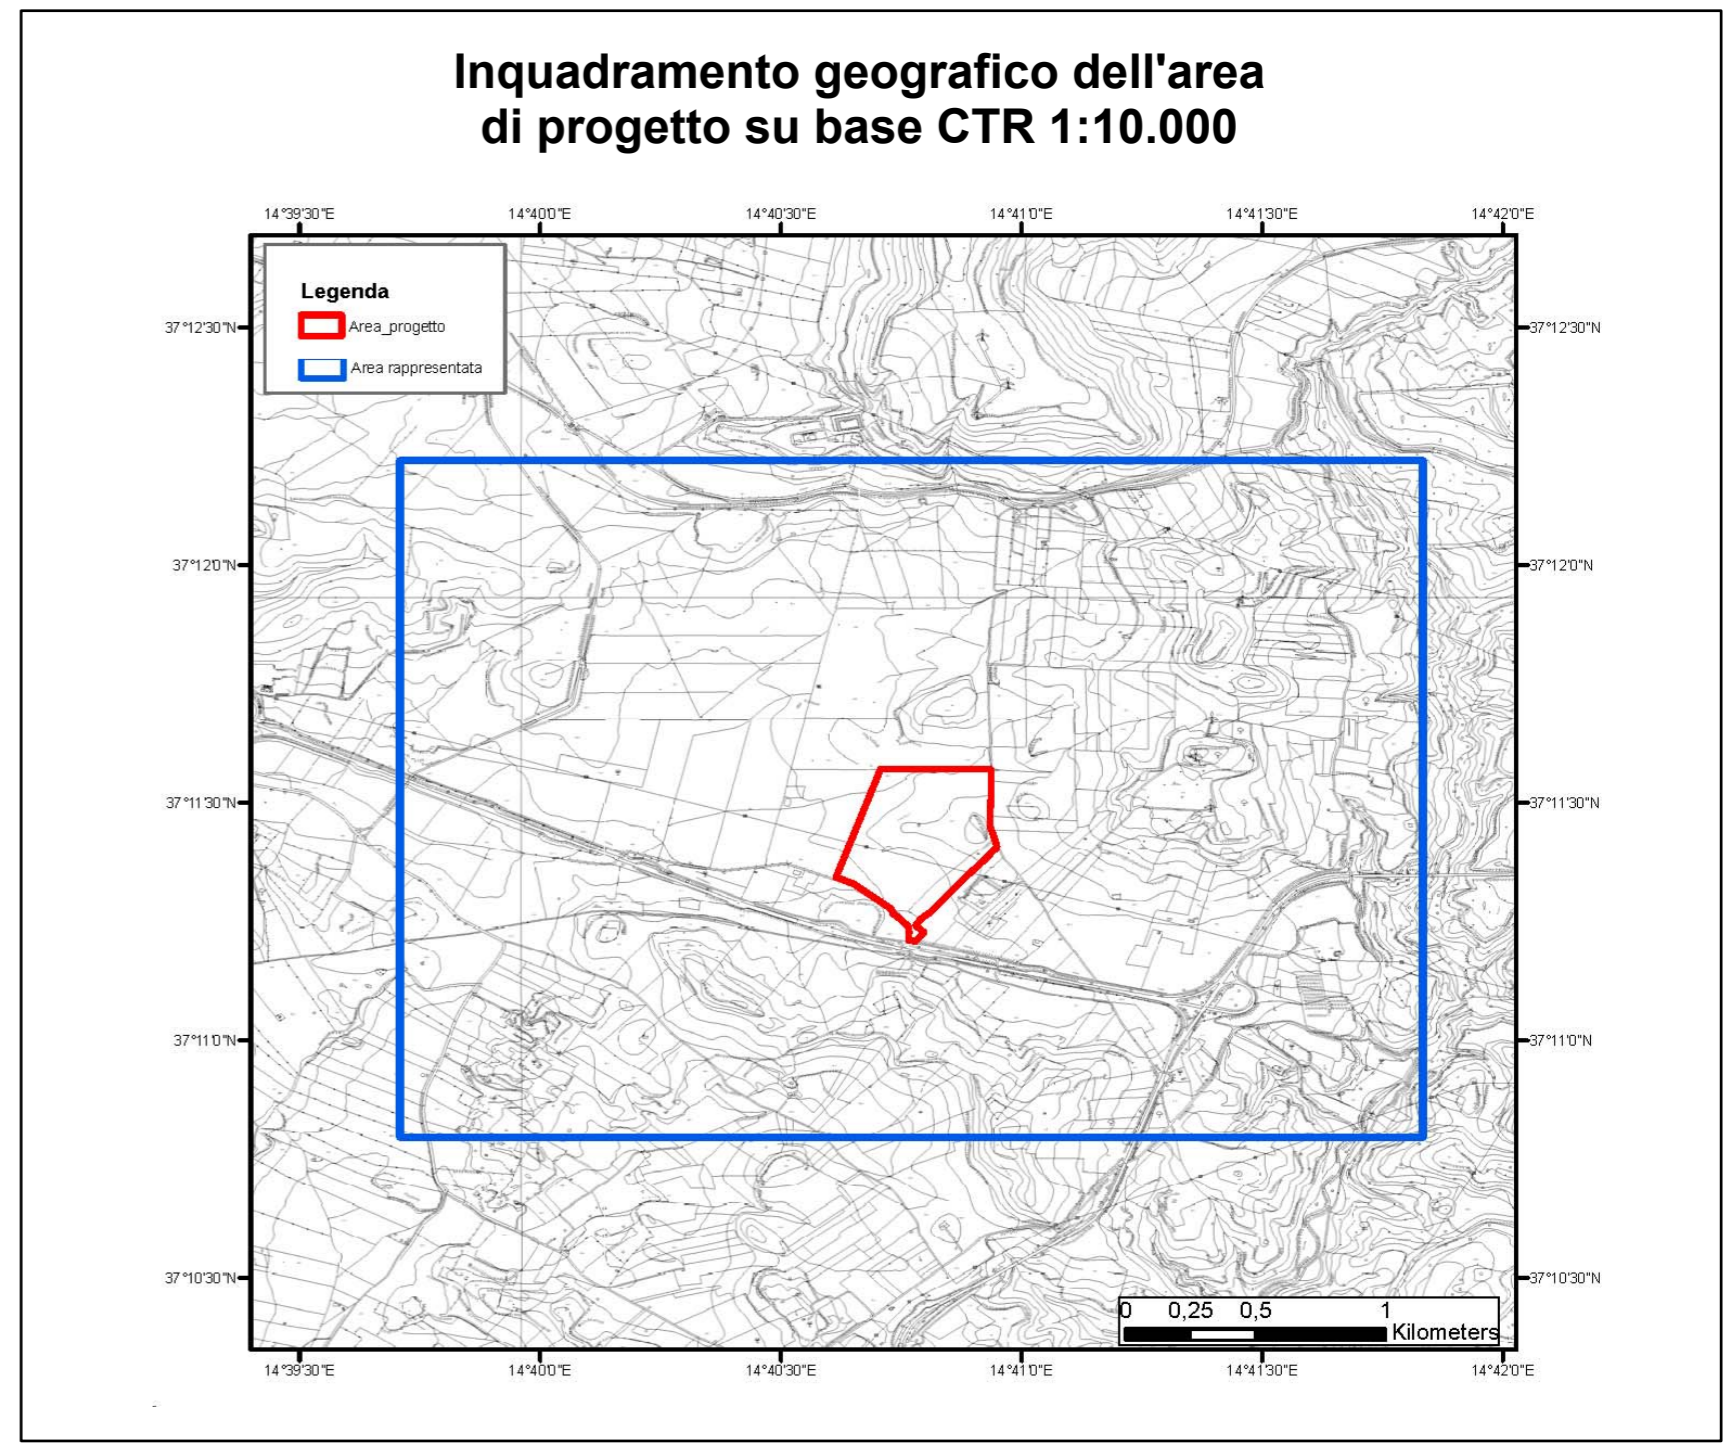 Inquadramento geografico dell'area
di progetto su base CTR 1:10.000
14°39'30"E 14°40'0"E 14°40'30"E 14°41'0"E 14°41'30"E 14°42'0"E
Legenda
Area_progetto
Area rappresentata
37°12'30"N 37°12'30"N
37°12'0"N 37°12'0"N
37°11'30"N 37°11'30"N
37°11'0"N 37°11'0"N
37°10'30"N 37°10'30"N
0 0,25 0,5 1
Kilometers
14°39'30"E 14°40'0"E 14°40'30"E 14°41'0"E 14°41'30"E 14°42'0"E